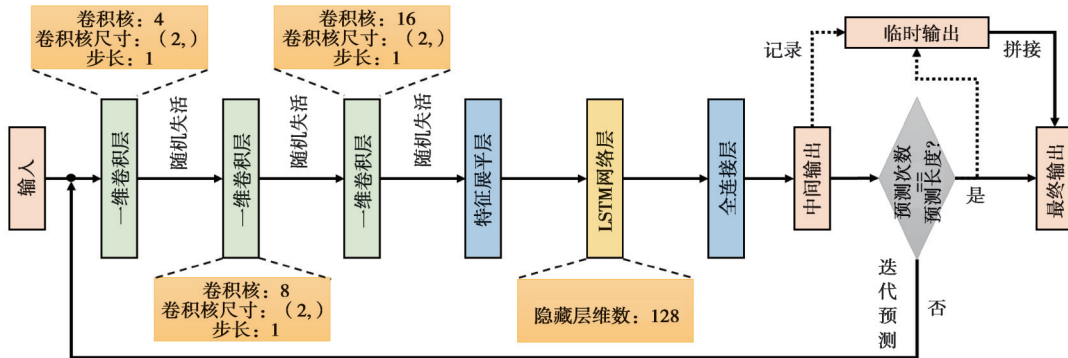 卷积核：4
卷积核尺寸：（2,）
步长：1
卷积核：16
卷积核尺寸：（2,）
步长：1
临时输出
记录
拼接
输入
一维卷积层
随机失活
一维卷积层
随机失活
一维卷积层
随机失活
特征展平层
LSTM网络层
全连接层
中间输出
预测次数
==
预测长度？
是
最终输出
卷积核：8
卷积核尺寸：（2,）
步长：1
隐藏层维数：128
迭代预测
否